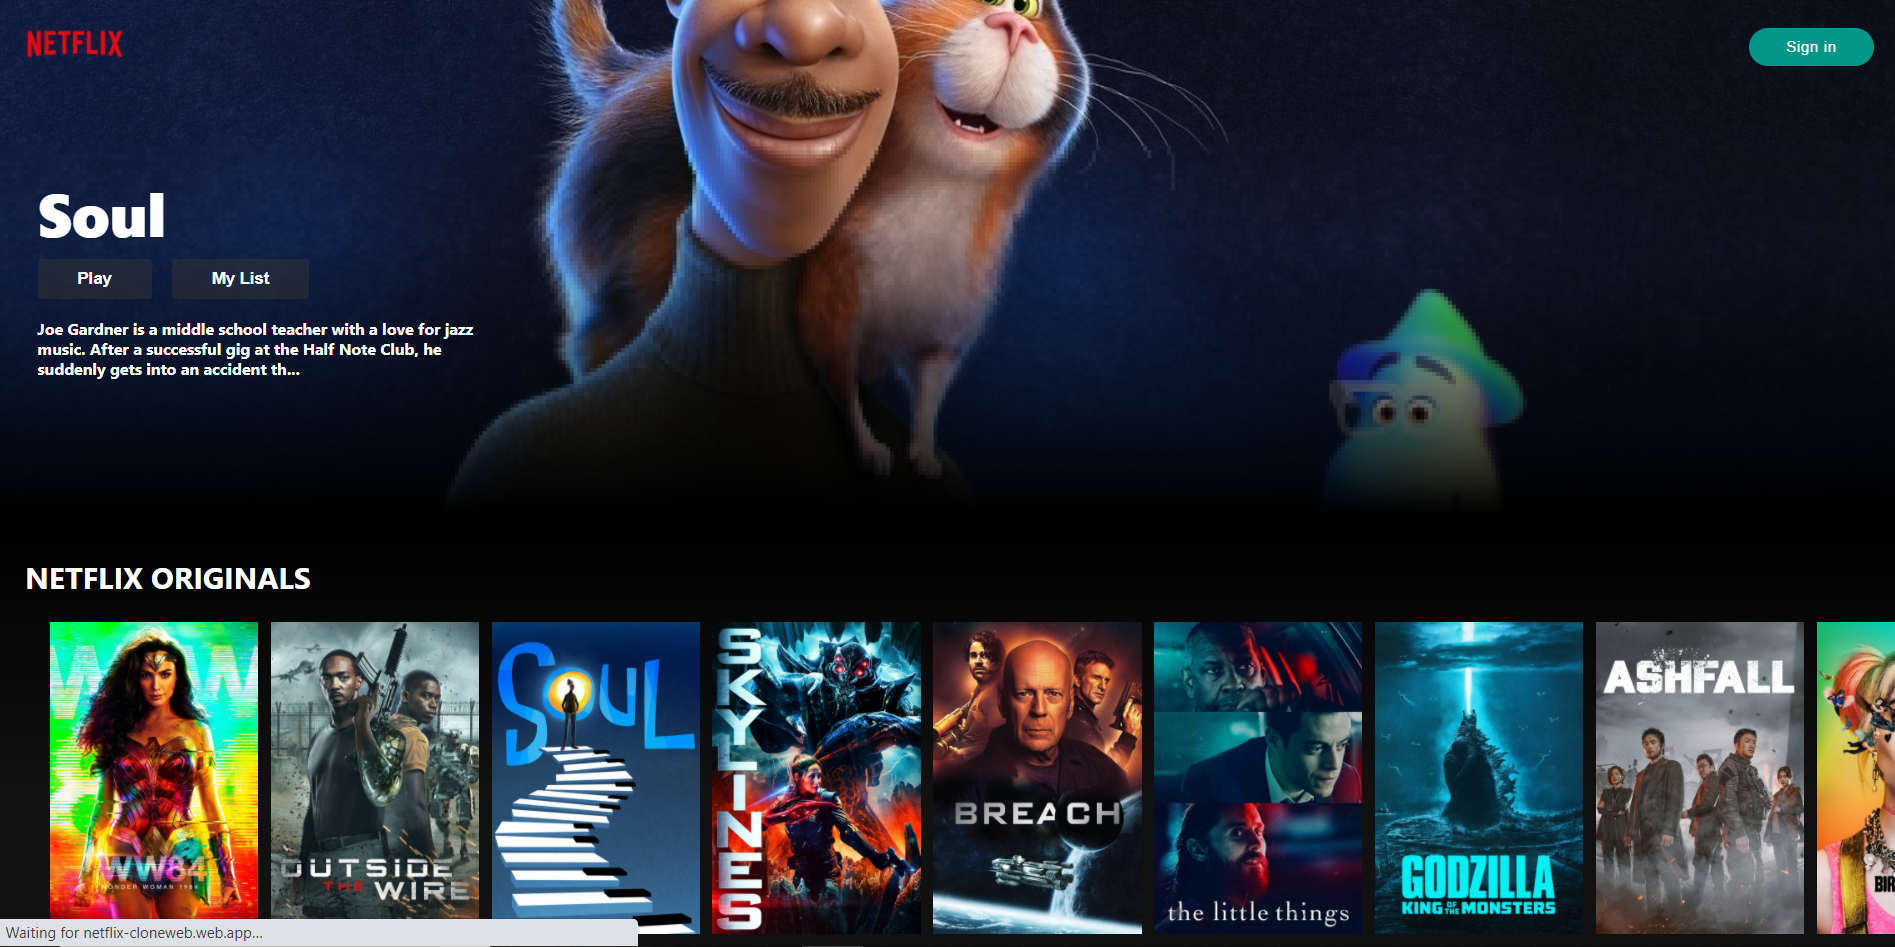 NETFLIX
Sign in
Soul
Play
My List
Joe Gardner is a middle school teacher with a love for jazz
music. After a successful gig at the Half Note Club, he
suddenly gets into an accident th...
NETFLIX ORIGINALS
WW
WW84
WONDER WOMAN 1984
OUTSIDE
THE WIRE
SOUL
SKYLINES
BREACH
the little things
GODZILLA
KING OF THE MONSTERS
ASHFALL
BIR
Waiting for netflix-cloneweb.web.app...